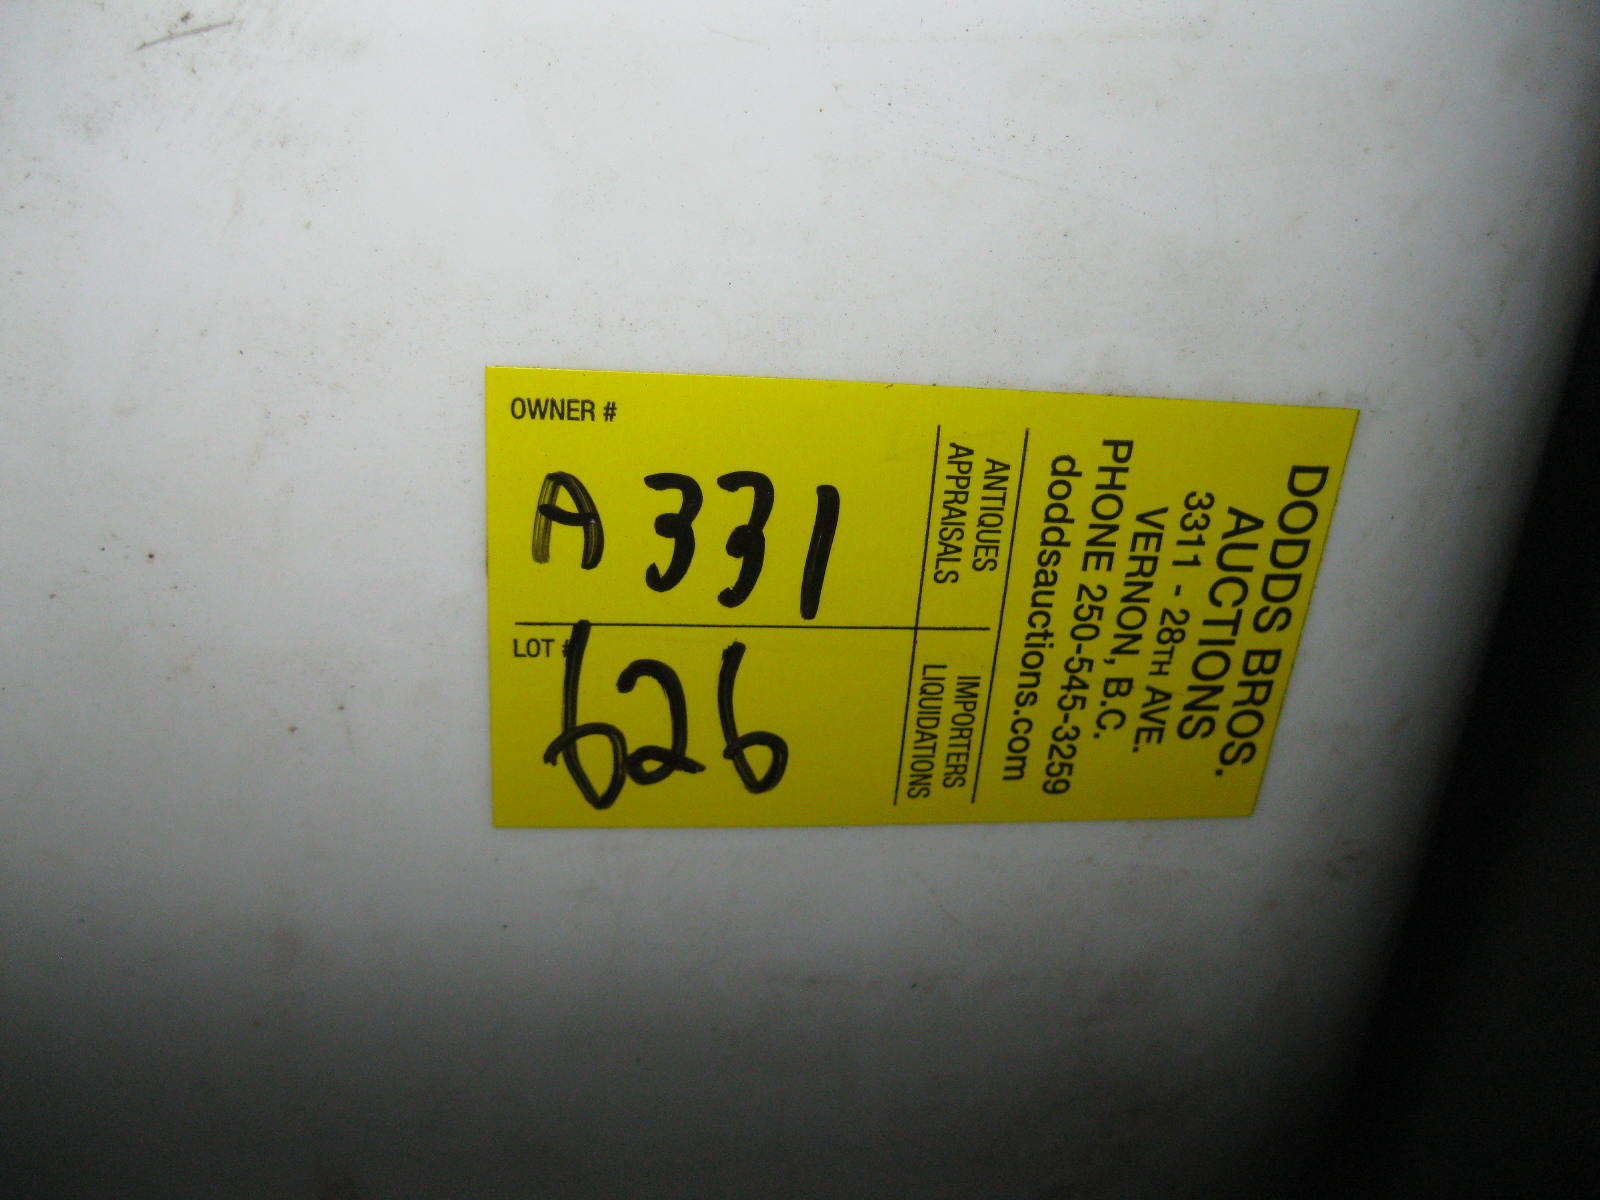 DODDS BROS.
AUCTIONS
3311 - 28TH AVE.
VERNON, B.C.
PHONE 250-545-3259
doddsauctions.com
ANTIQUES
APPRAISALS
IMPORTERS
LIQUIDATIONS
OWNER #
A 331
LOT #
626